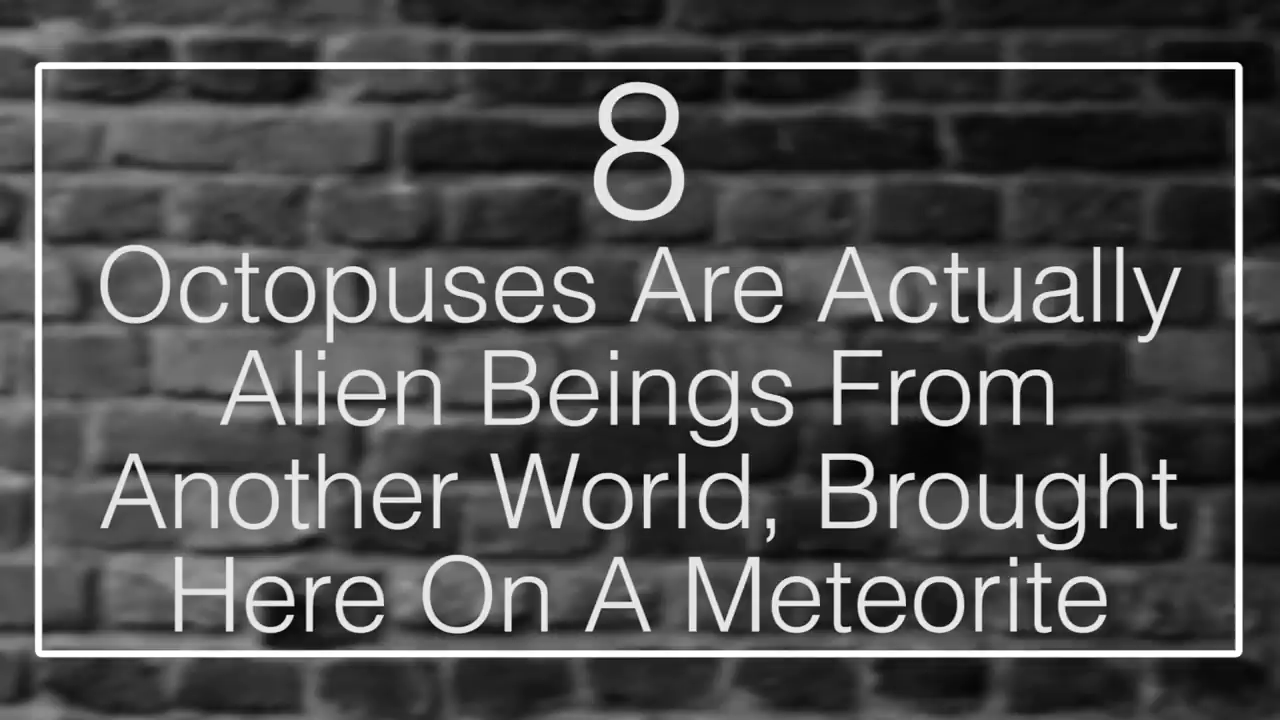 8
Octopuses Are Actually
Alien Beings From
Another World, Brought
Here On A Meteorite